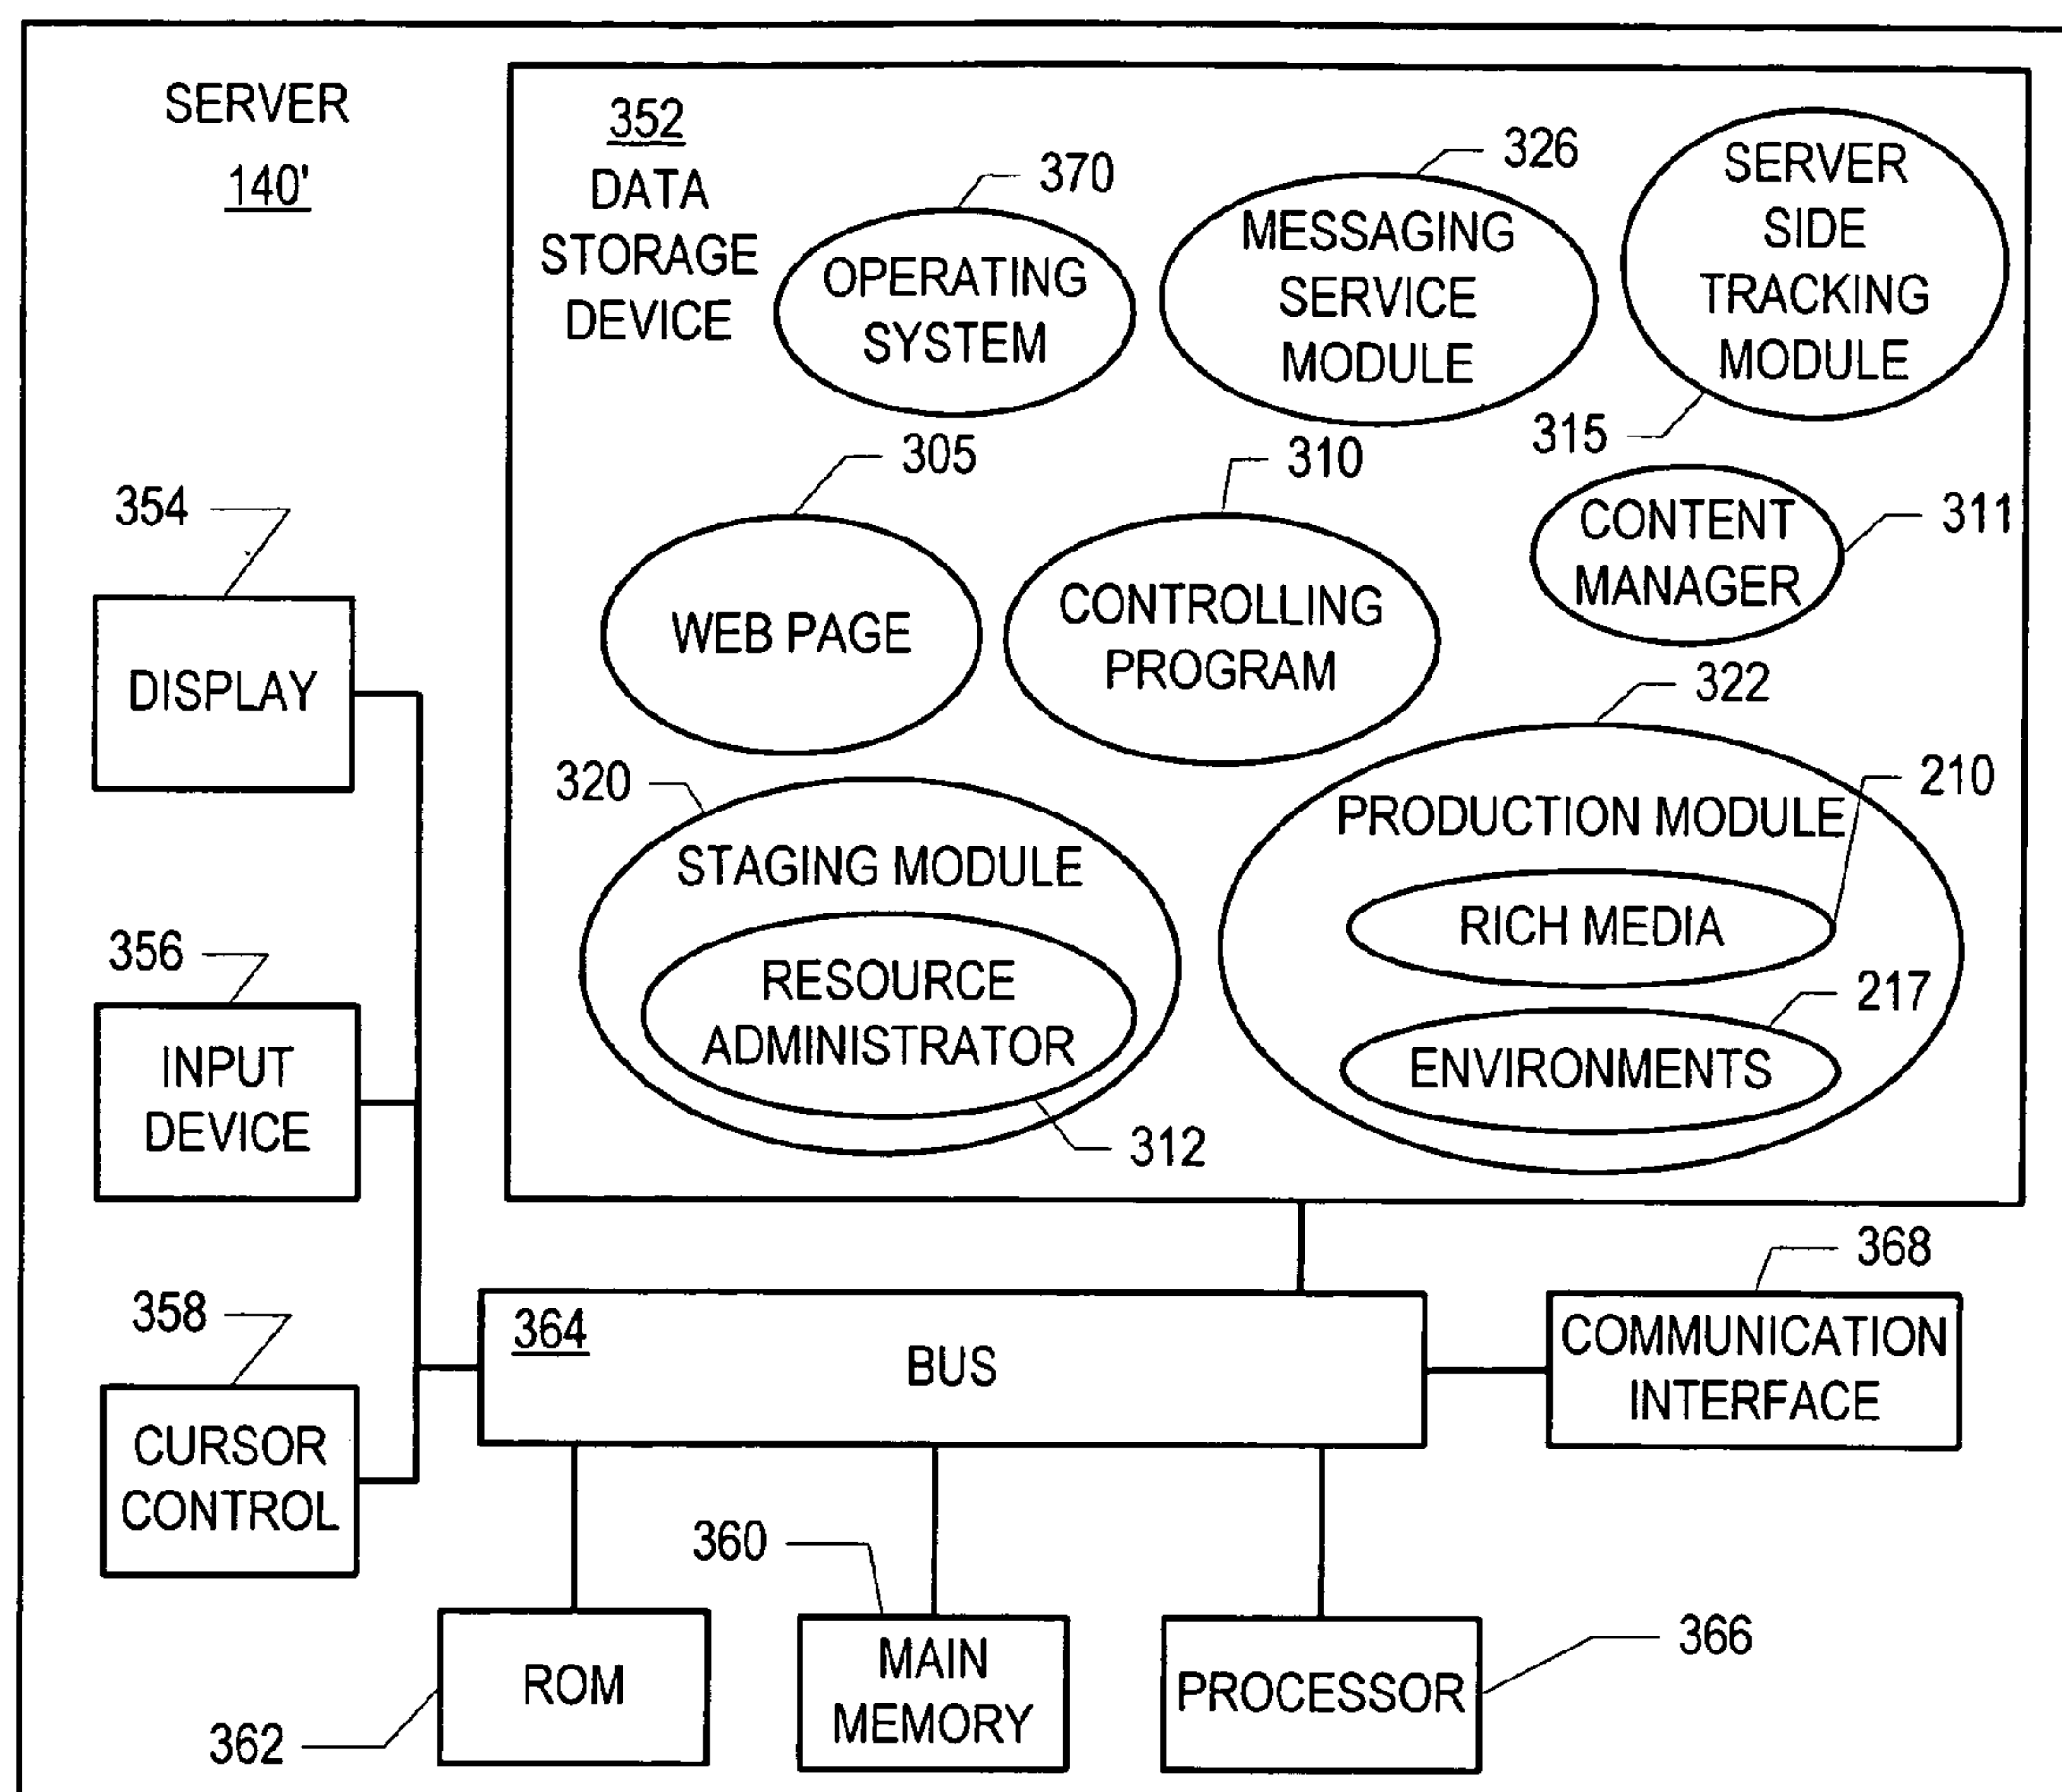 SERVER
140'
352
DATA
STORAGE
DEVICE
370
OPERATING
SYSTEM
326
MESSAGING
SERVICE
MODULE
SERVER
SIDE
TRACKING
MODULE
315
305
WEB PAGE
310
CONTROLLING
PROGRAM
CONTENT
MANAGER
311
320
STAGING MODULE
RESOURCE
ADMINISTRATOR
312
322
PRODUCTION MODULE
210
RICH MEDIA
217
ENVIRONMENTS
354
DISPLAY
356
INPUT
DEVICE
358
CURSOR
CONTROL
364
BUS
368
COMMUNICATION
INTERFACE
ROM
362
360
MAIN
MEMORY
PROCESSOR
366